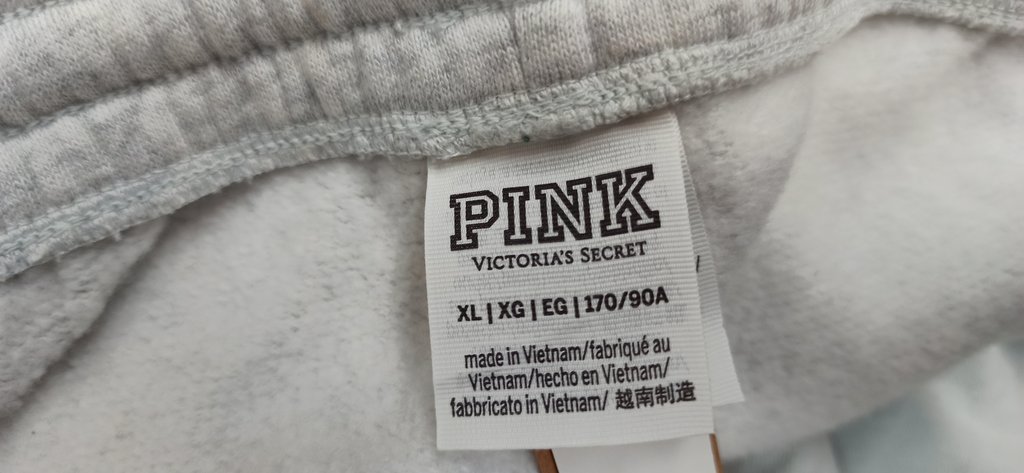 PINK
VICTORIA'S SECRET
XL | XG | EG | 170/90A
made in Vietnam/fabriqué au
Vietnam/hecho en Vietnam/
fabbricato in Vietnam/ 越南制造